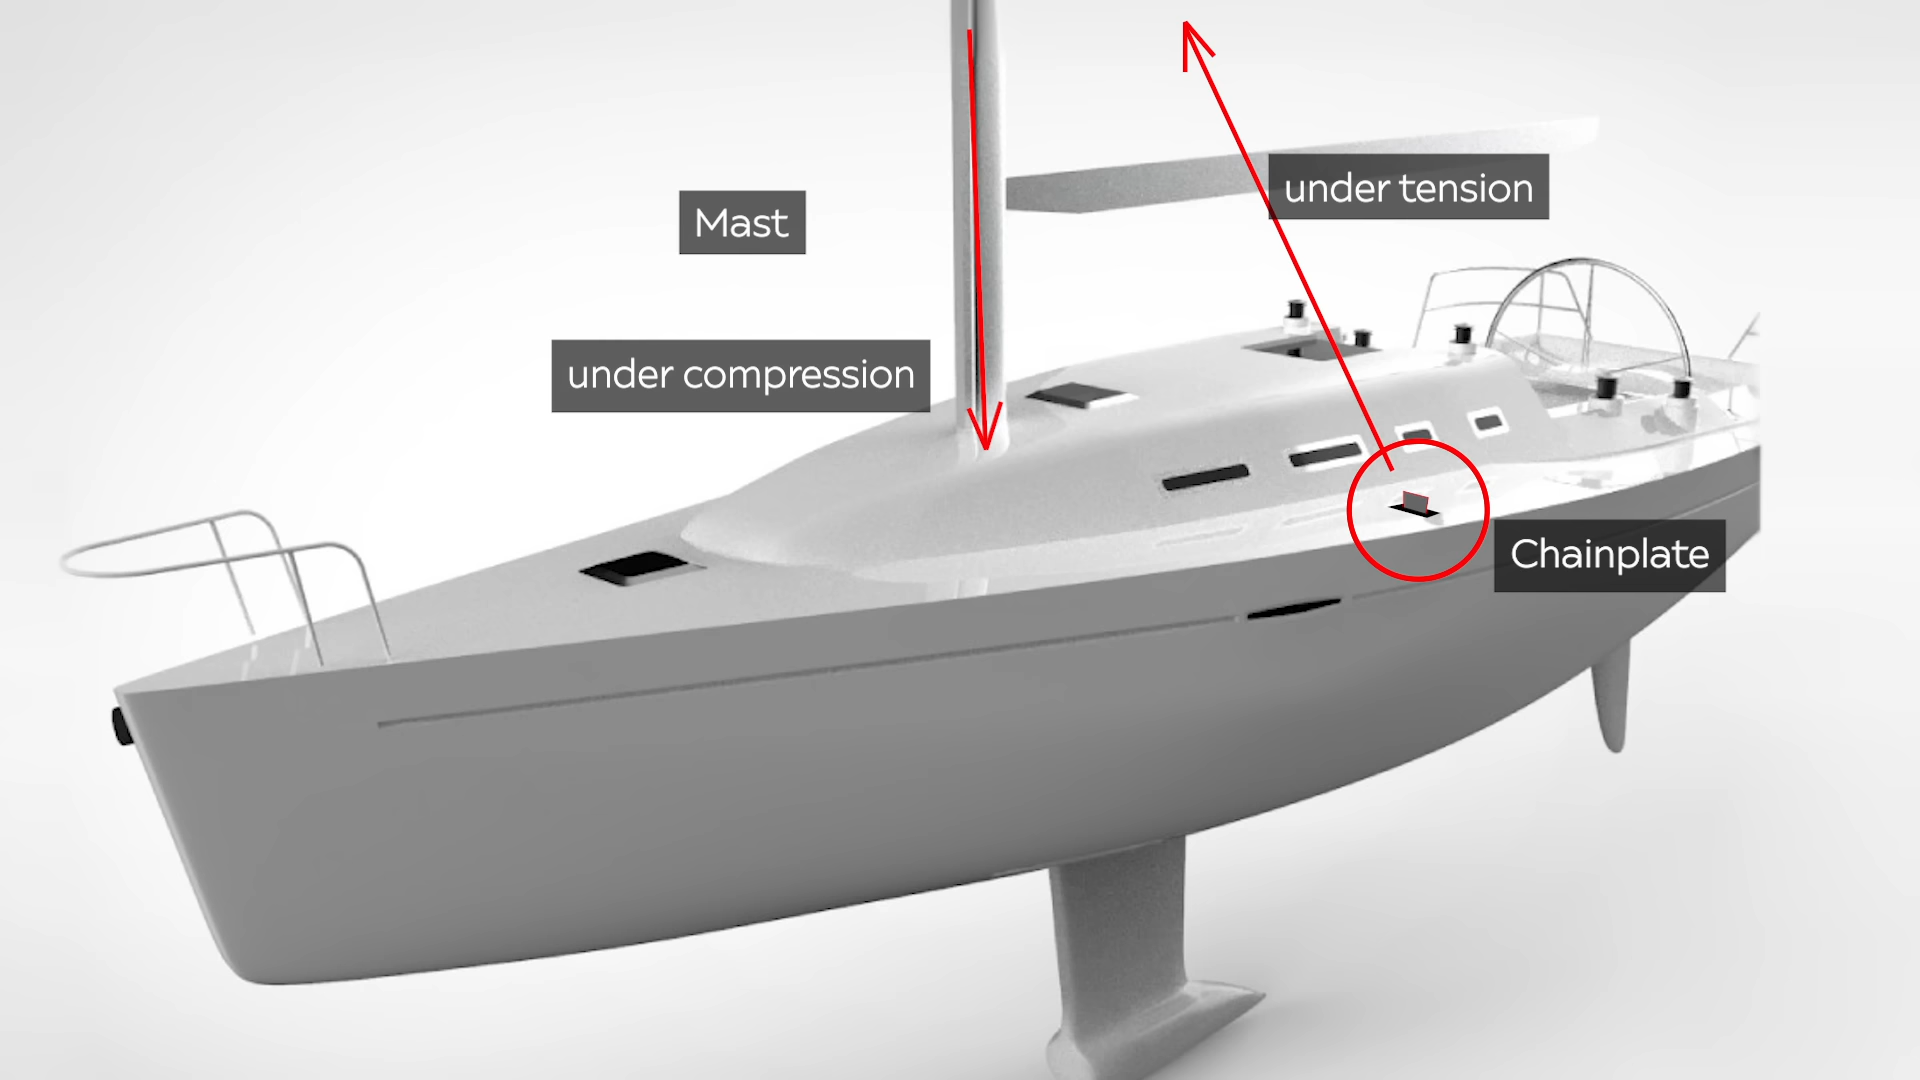 under tension
Mast
under compression
Chainplate